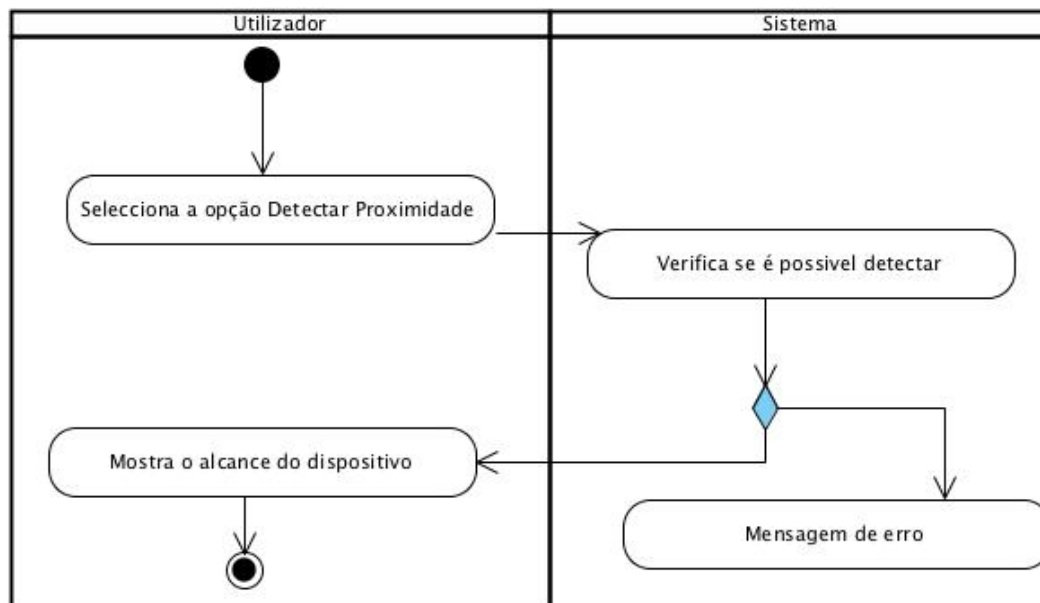 Utilizador
Sistema
Selecciona a opção Detectar Proximidade
Verifica se é possivel detectar
Mostra o alcance do dispositivo
Mensagem de erro